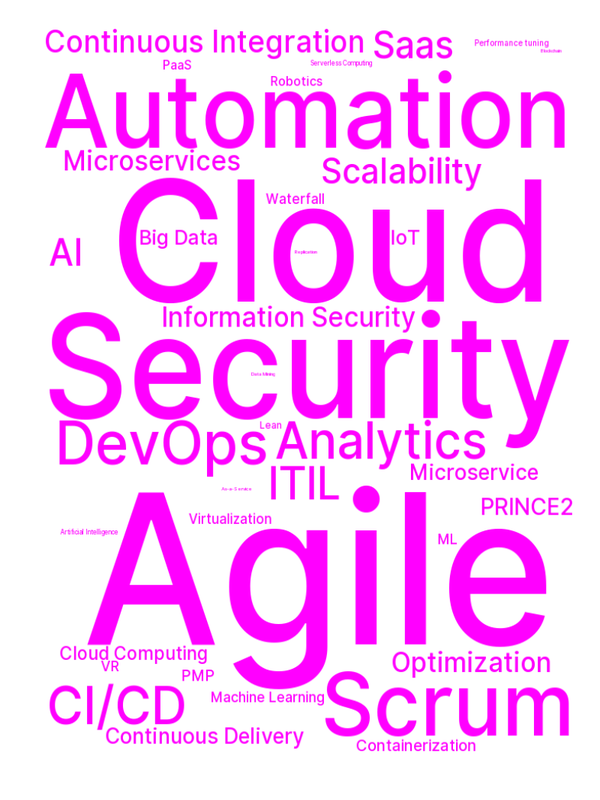 Continuous Integration
Saas
Performance tuning
Blockchain
PaaS
Serverless Computing
Robotics
Automation
Microservices
Scalability
Cloud
Waterfall
AI
Big Data
IoT
Information Security
Security
Data Mining
Lean
DevOps
Analytics
ITIL
Microservice
PRINCE2
Virtualization
Agile
Artificial Intelligence
ML
Cloud Computing
VR
PMP
Optimization
CI/CD
Machine Learning
Scrum
Continuous Delivery
Containerization